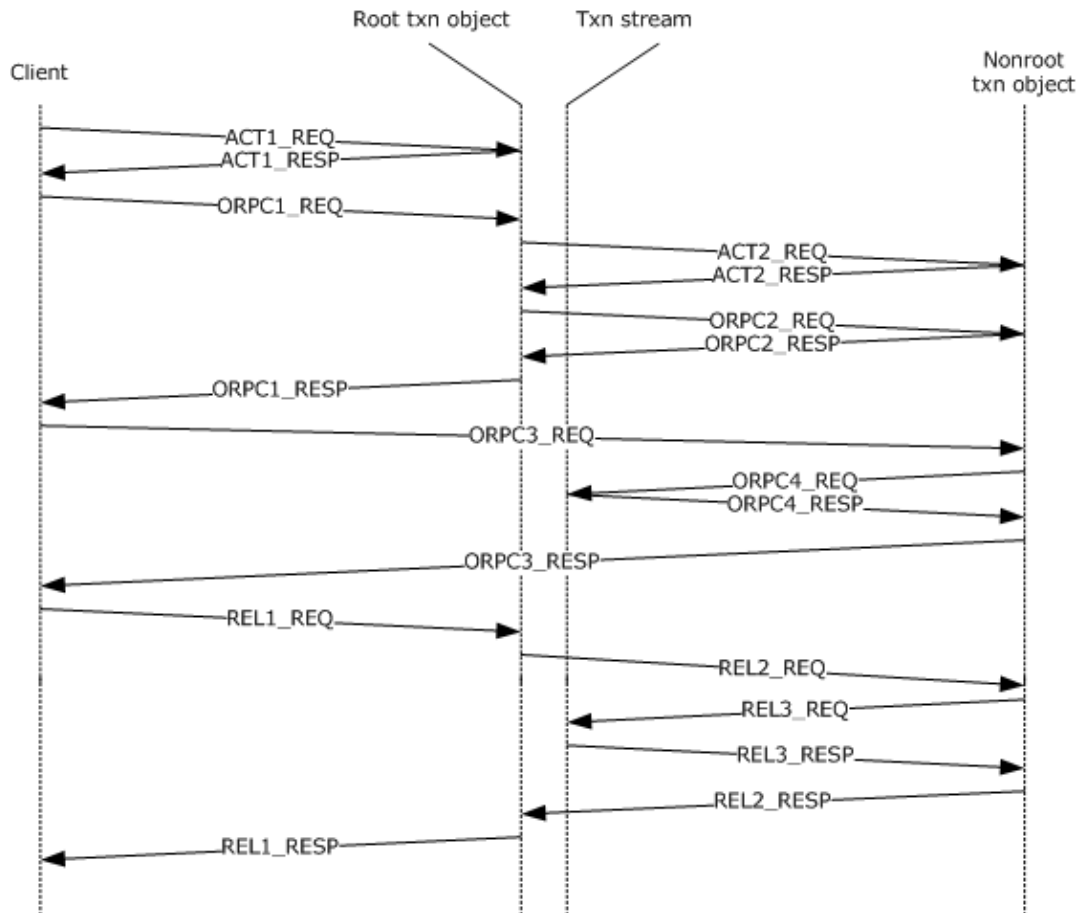 Root txn object
Txn stream
Client
Nonroot
txn object
ACT1_REQ
ACT1_RESP
ORPC1_REQ
ACT2_REQ
ACT2_RESP
ORPC2_REQ
ORPC2_RESP
ORPC1_RESP
ORPC3_REQ
ORPC4_REQ
ORPC4_RESP
ORPC3_RESP
REL1_REQ
REL2_REQ
REL3_REQ
REL3_RESP
REL2_RESP
REL1_RESP